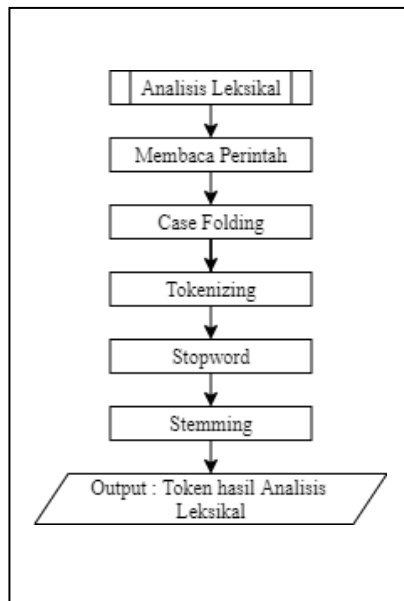 Analisis Leksikal
Membaca Perintah
Case Folding
Tokenizing
Stopword
Stemming
Output : Token hasil Analisis
Leksikal